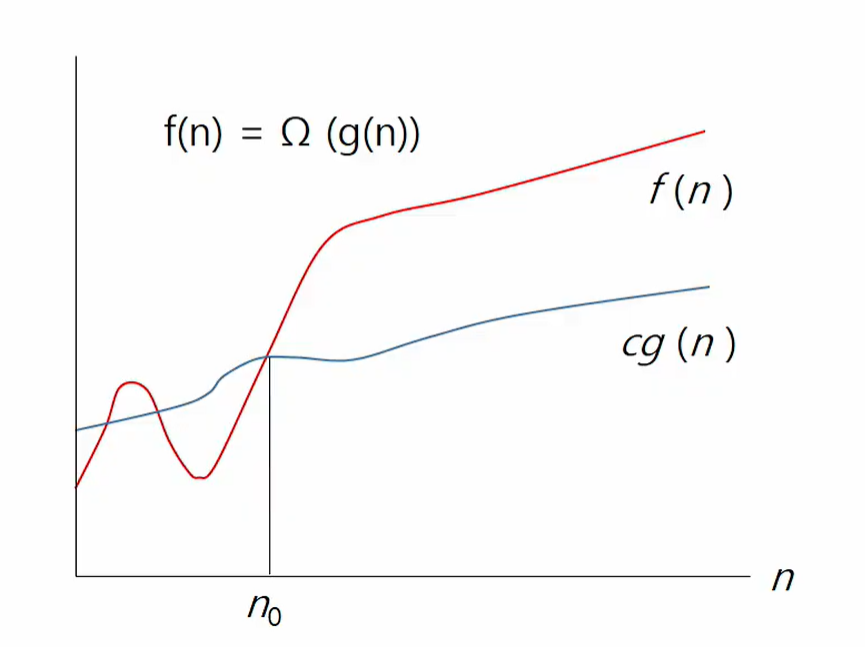 f(n) = Ω (g(n))
f (n )
cg (n )
n
n₀